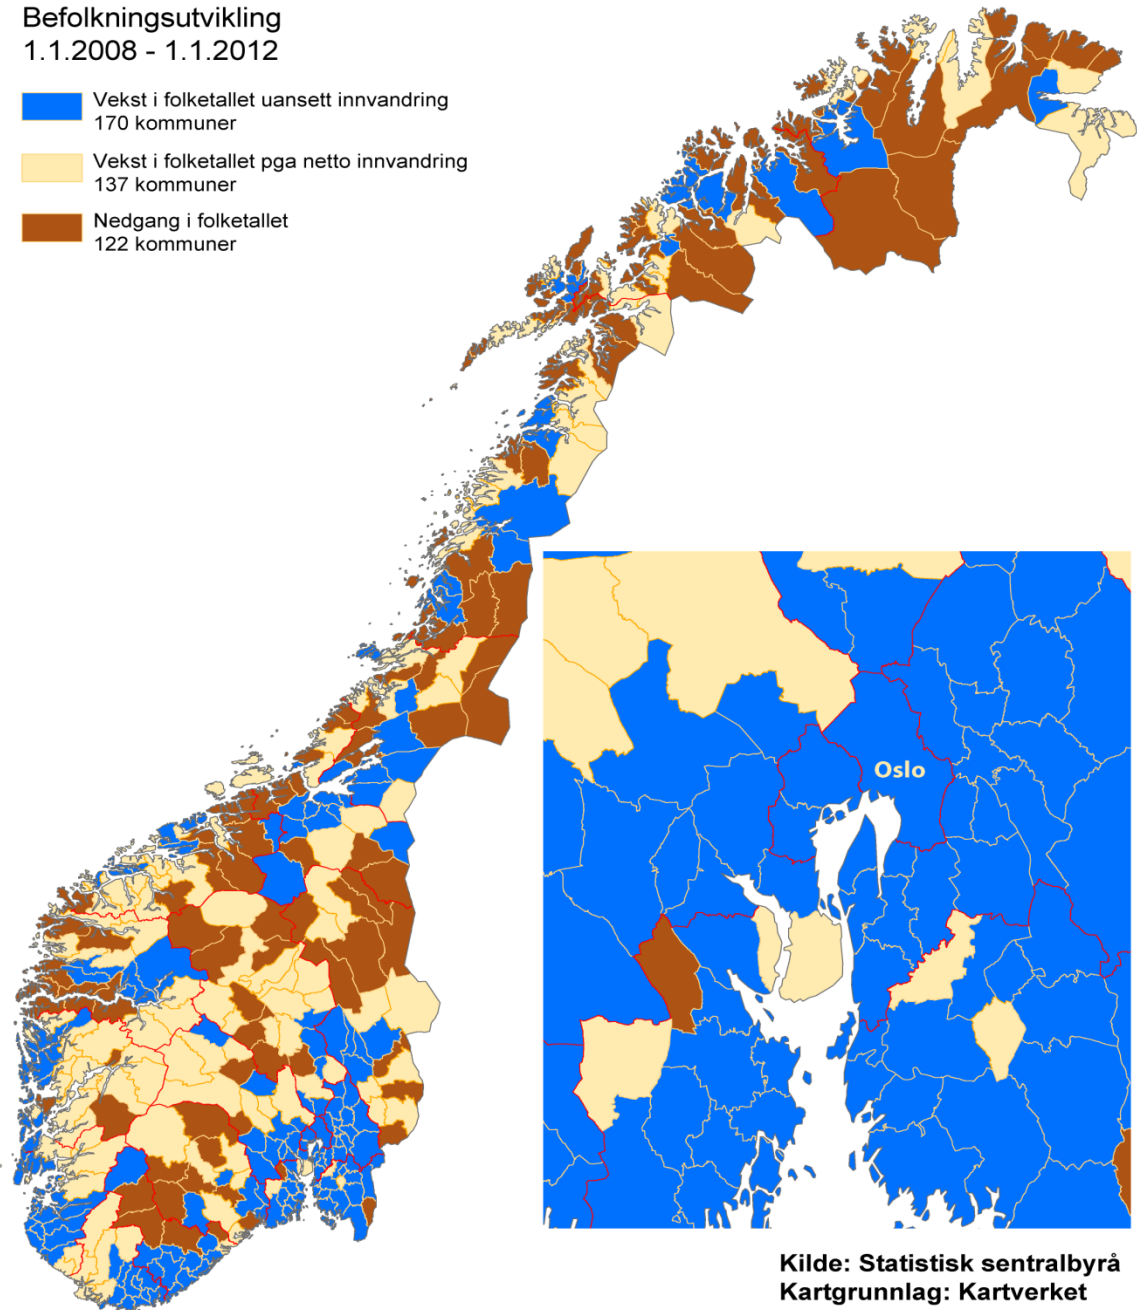 Befolkningsutvikling
1.1.2008 - 1.1.2012
Vekst i folketallet uansett innvandring
170 kommuner
Vekst i folketallet pga netto innvandring
137 kommuner
Nedgang i folketallet
122 kommuner
Oslo
Kilde: Statistisk sentralbyrå
Kartgrunnlag: Kartverket